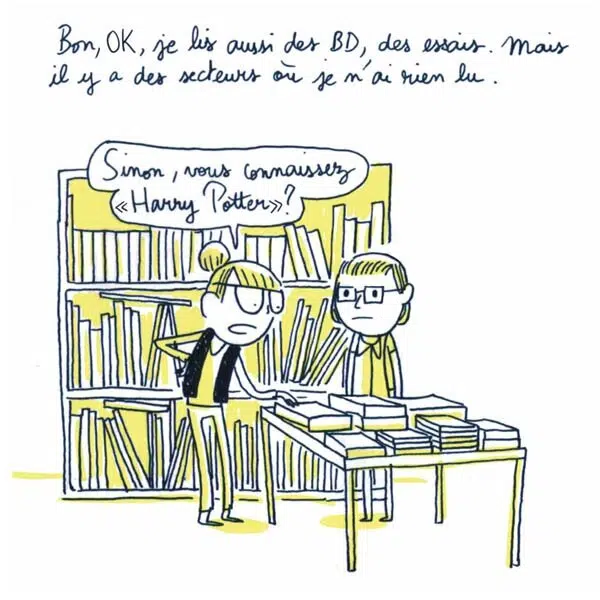 Bon, OK, je lis aussi des BD, des essais. Mais
il y a des secteurs où je n'ai rien lu.
Sinon, vous connaissez
«Harry Potter»?